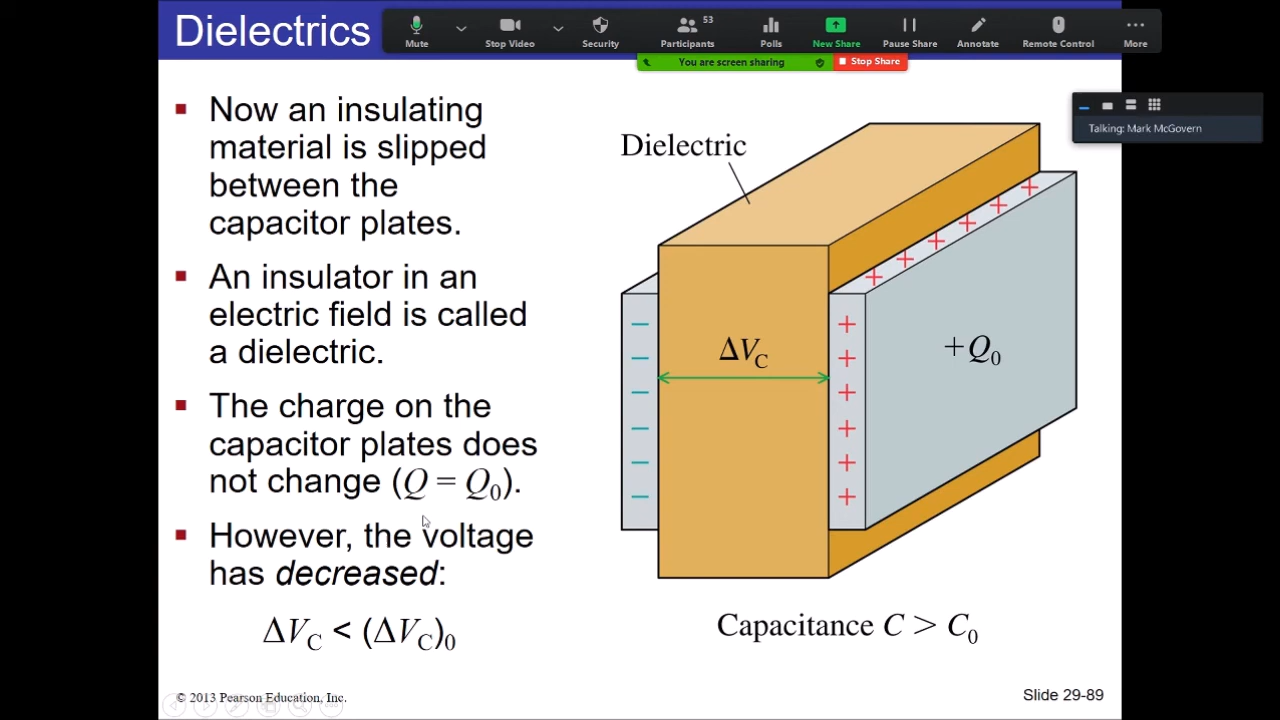 Dielectrics
Mute
Stop Video
Security
Participants
53
Polls
New Share
Pause Share
Annotate
Remote Control
More
You are screen sharing
Stop Share
Talking: Mark McGovern
▪ Now an insulating
material is slipped
between the
capacitor plates.
▪ An insulator in an
electric field is called
a dielectric.
▪ The charge on the
capacitor plates does
not change (Q = Q₀).
▪ However, the voltage
has decreased:
ΔV_C < (ΔV_C)₀
Dielectric
ΔV_C
+Q₀
− − − − − −
+ + + + + +
+ + + + + +
Capacitance C > C₀
© 2013 Pearson Education, Inc.
Slide 29-89